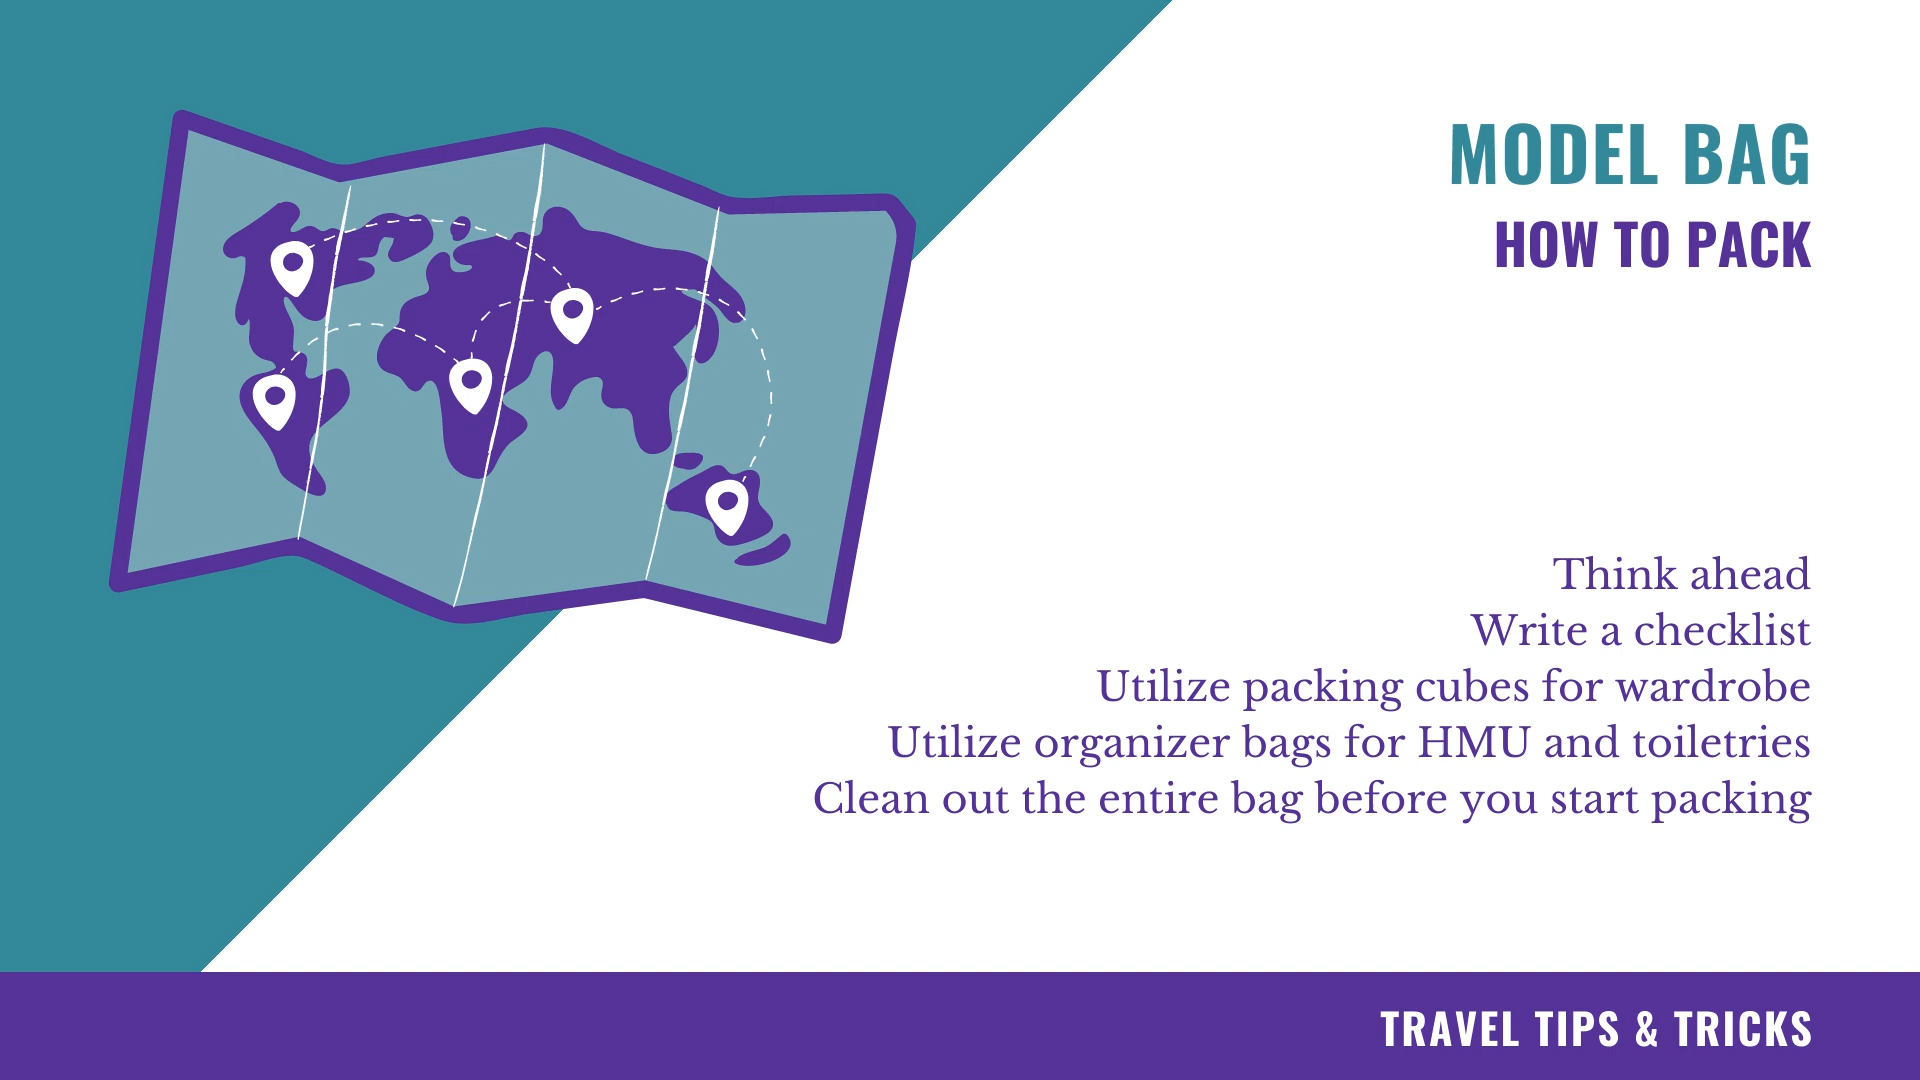 MODEL BAG
HOW TO PACK
Think ahead
Write a checklist
Utilize packing cubes for wardrobe
Utilize organizer bags for HMU and toiletries
Clean out the entire bag before you start packing
TRAVEL TIPS & TRICKS